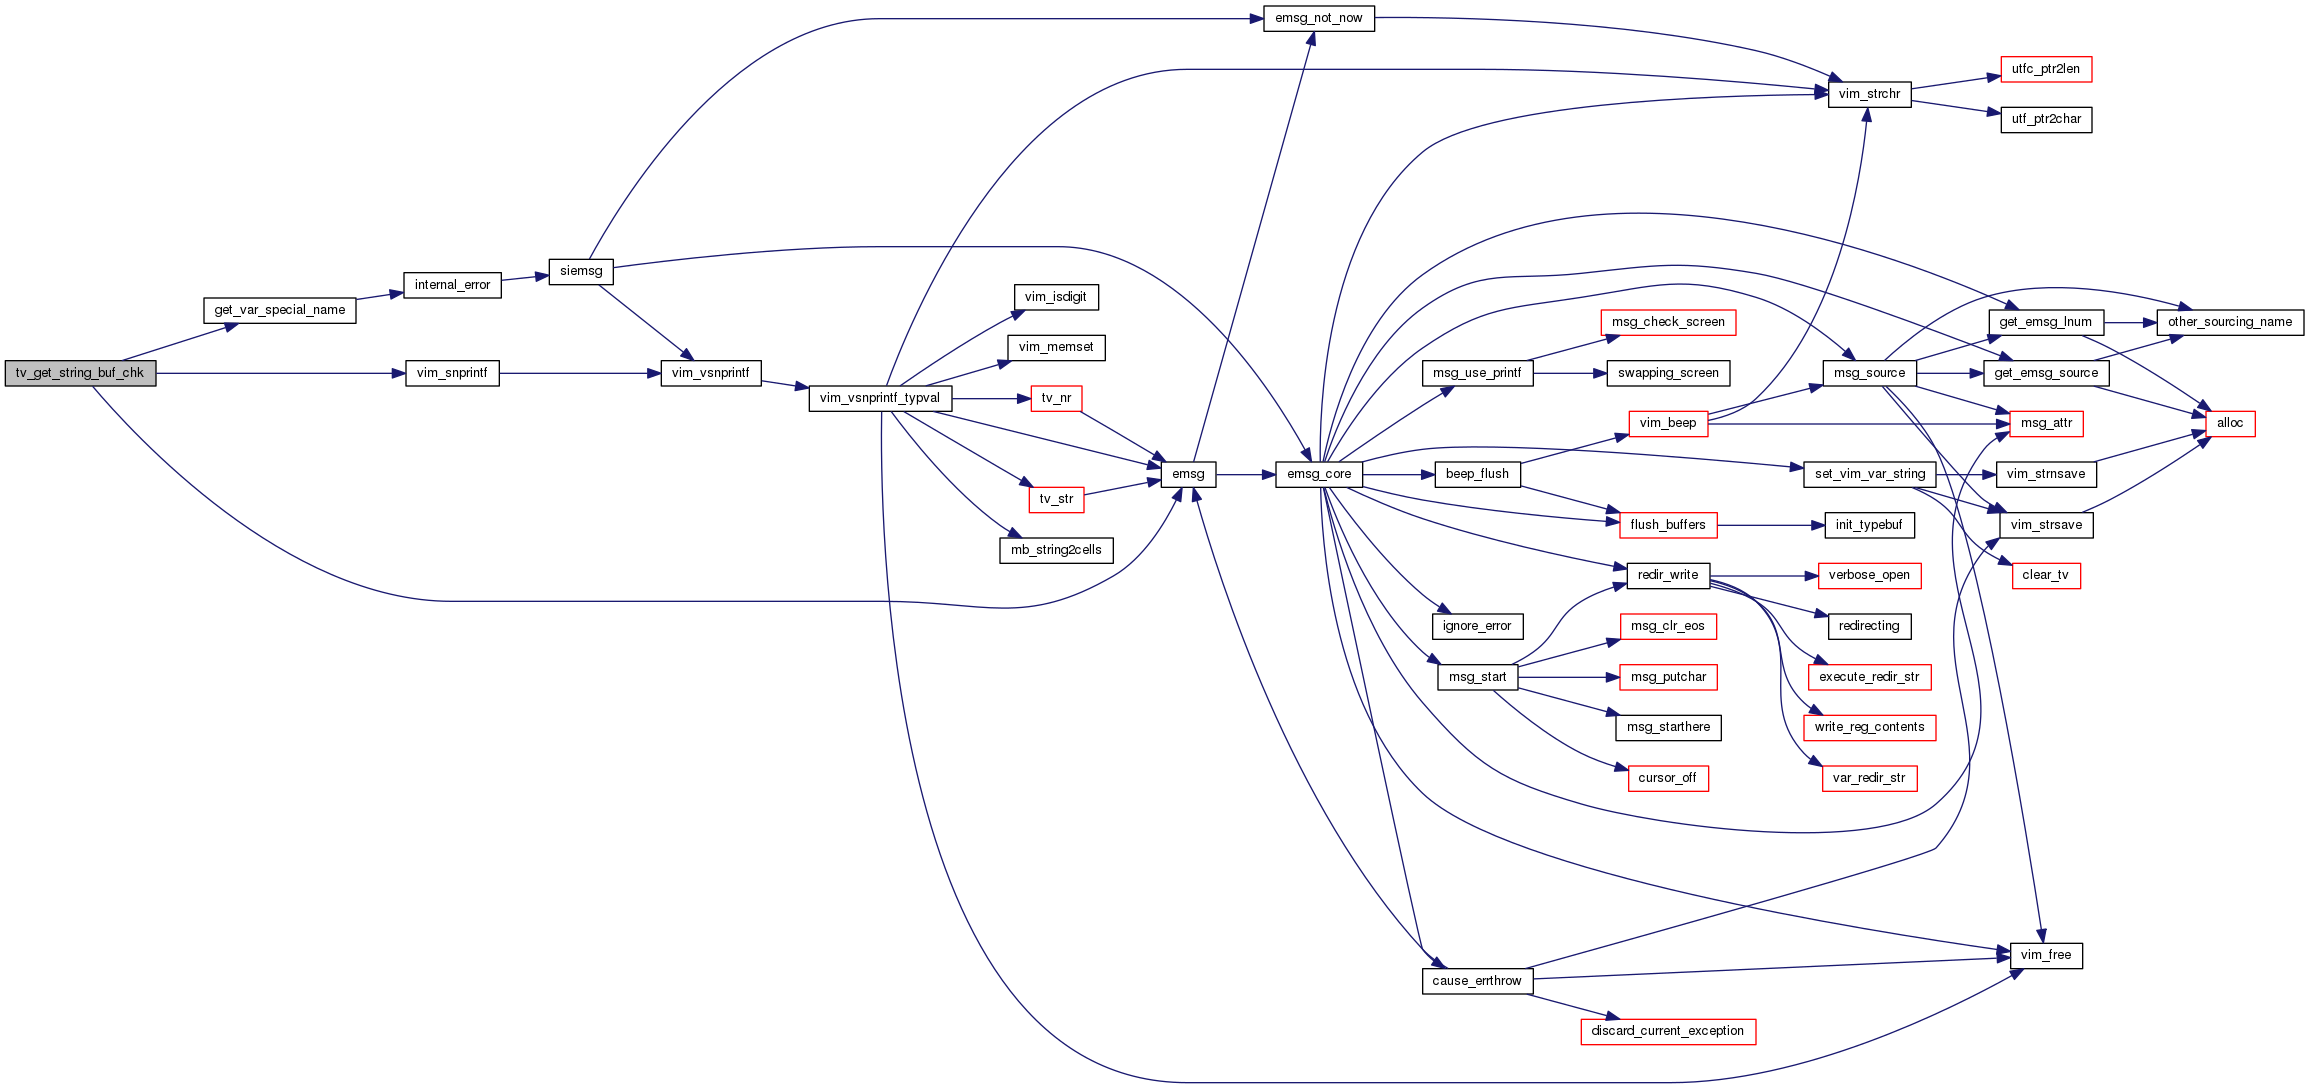 tv_get_string_buf_chk
get_var_special_name
vim_snprintf
internal_error
siemsg
vim_vsnprintf
vim_vsnprintf_typval
vim_isdigit
vim_memset
tv_nr
tv_str
mb_string2cells
emsg
emsg_not_now
emsg_core
msg_use_printf
beep_flush
ignore_error
msg_start
cause_errthrow
msg_check_screen
swapping_screen
vim_beep
flush_buffers
redir_write
msg_clr_eos
msg_putchar
msg_starthere
cursor_off
discard_current_exception
vim_strchr
msg_source
set_vim_var_string
init_typebuf
verbose_open
redirecting
execute_redir_str
write_reg_contents
var_redir_str
utfc_ptr2len
utf_ptr2char
get_emsg_lnum
get_emsg_source
msg_attr
vim_strnsave
vim_strsave
clear_tv
vim_free
other_sourcing_name
alloc